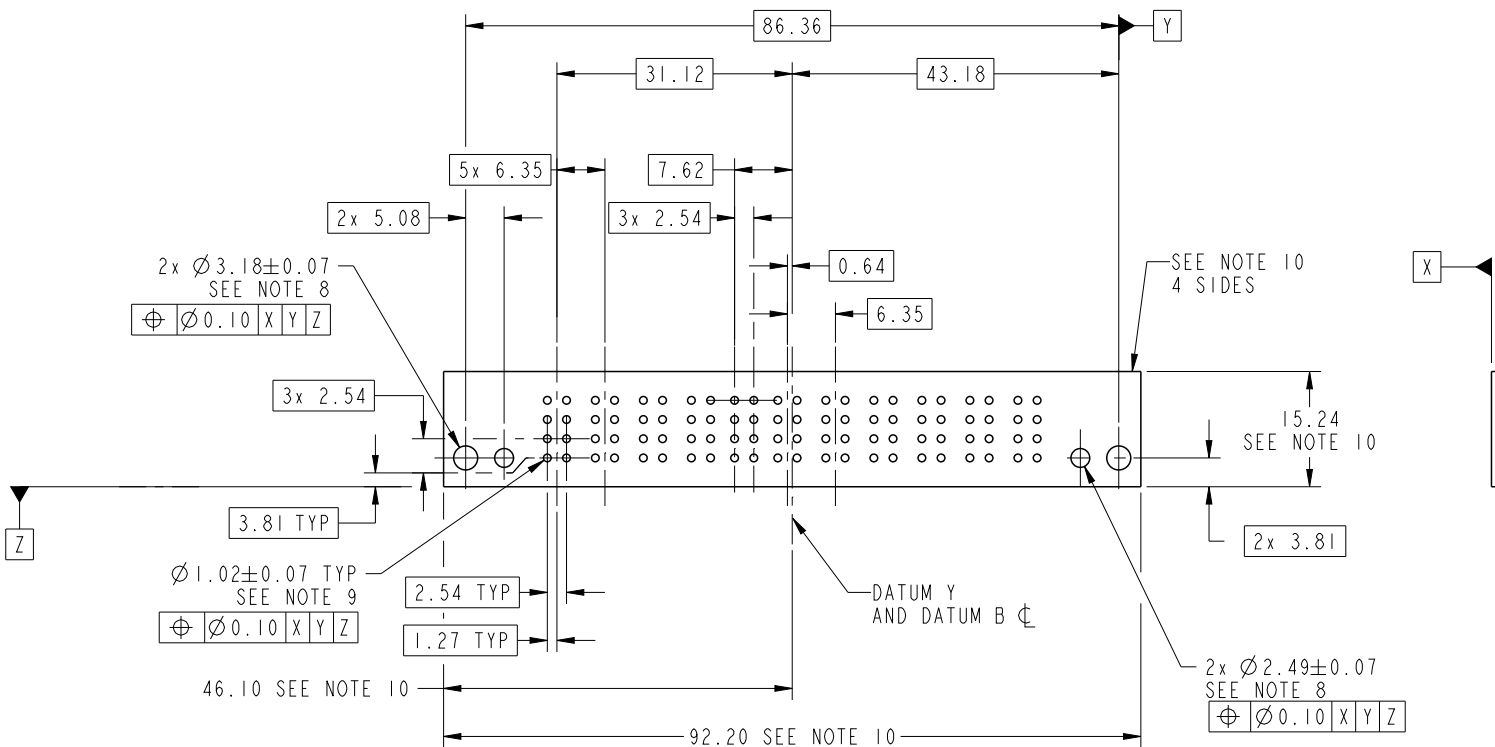 86.36
Y
31.12
43.18
5x 6.35
7.62
2x 5.08
3x 2.54
2x Ø3.18±0.07
SEE NOTE 8
⌖ Ø0.10 X Y Z
0.64
SEE NOTE 10
4 SIDES
X
6.35
3x 2.54
15.24
SEE NOTE 10
3.81 TYP
Z
2x 3.81
Ø1.02±0.07 TYP
SEE NOTE 9
⌖ Ø0.10 X Y Z
2.54 TYP
1.27 TYP
DATUM Y
AND DATUM B ℄
46.10 SEE NOTE 10
2x Ø2.49±0.07
SEE NOTE 8
⌖ Ø0.10 X Y Z
92.20 SEE NOTE 10